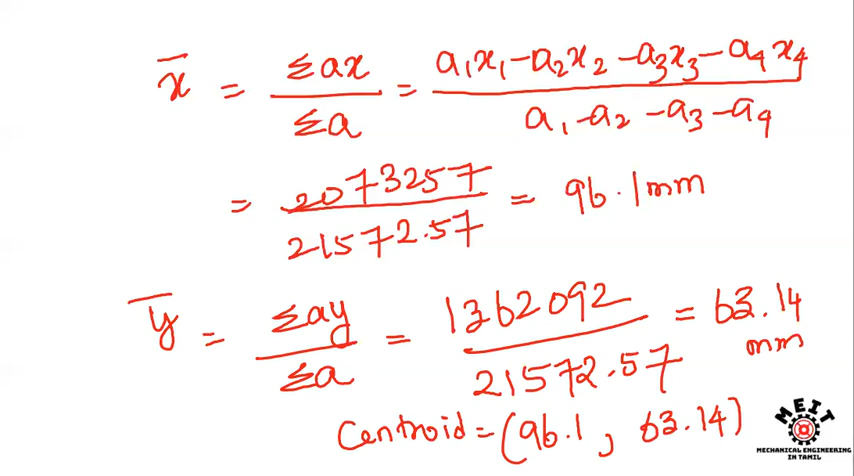 x̄ = Σax / Σa = a₁x₁ - a₂x₂ - a₃x₃ - a₄x₄ / a₁ - a₂ - a₃ - a₄
= 2073257 / 21572.57 = 96.1mm
ȳ = Σay / Σa = 1362092 / 21572.57 = 63.14 mm
Centroid = (96.1, 63.14)
MEIT
MECHANICAL ENGINEERING
IN TAMIL